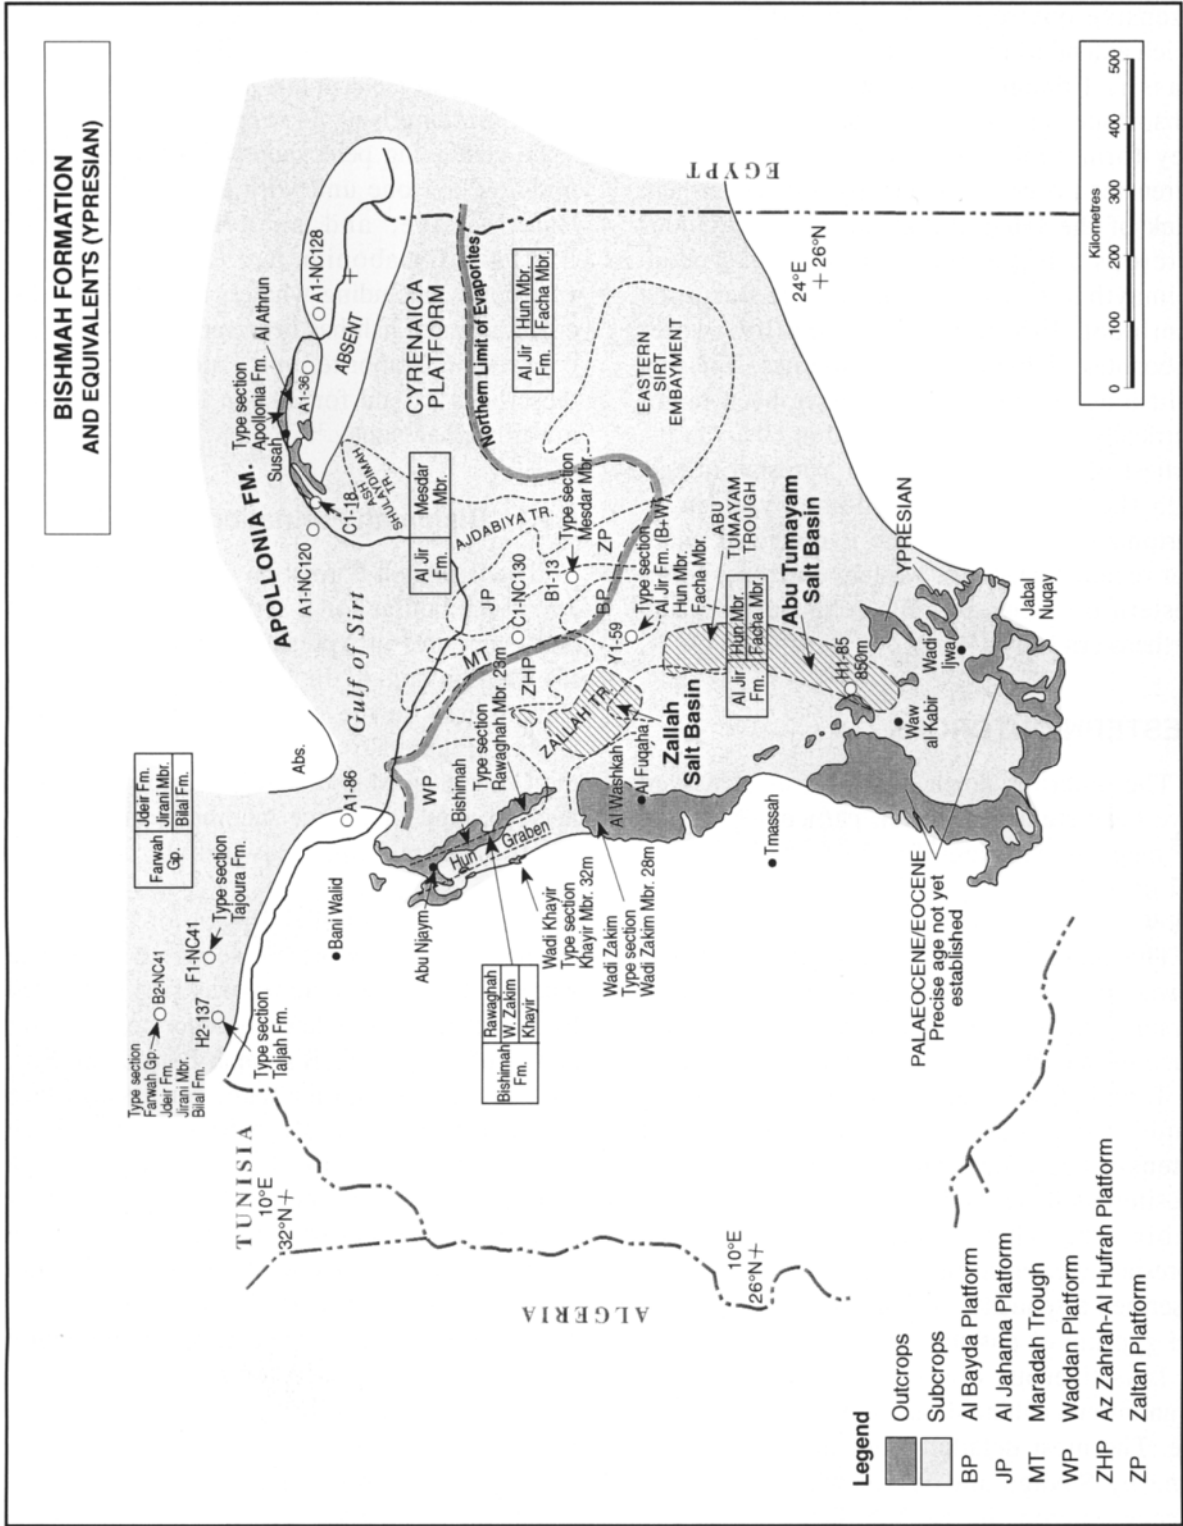 BISHMAH FORMATION
AND EQUIVALENTS (YPRESIAN)
Type section
Farwah Gp.
Jdeir Fm.
Jirani Mbr.
Bilal Fm.
B2-NC41
H2-137
F1-NC41
Type section
Tajoura Fm.
Type section
Taljah Fm.
Farwah
Gp.
Jdeir Fm.
Jirani Mbr.
Bilal Fm.
Abs.
A1-86
Bani Walid
TUNISIA
10°E
32°N
ALGERIA
10°E
26°N
Gulf of Sirt
APOLLONIA FM.
A1-NC120
C1-18
Susah
Type section
Apollonia Fm.
Al Athrun
A1-36
A1-NC128
ABSENT
ASH
SHULAYDIMAH
TR.
CYRENAICA
PLATFORM
Al Jir
Fm.
Mesdar
Mbr.
AJDABIYA TR.
Northern Limit of Evaporites
Al Jir
Fm.
Hun Mbr.
Facha Mbr.
EGYPT
EASTERN
SIRT
EMBAYMENT
24°E
26°N
JP
C1-NC130
MT
ZHP
B1-13
Type section
Mesdar Mbr.
ZP
BP
Y1-59
Type section
Al Jir Fm. (B+W)
Hun Mbr.
Facha Mbr.
ABU
TUMAYAM
TROUGH
Al Jir
Fm.
Hun Mbr.
Facha Mbr.
Abu Tumayam
Salt Basin
H1-85
850m
WP
Bishimah
Type section
Rawaghah Mbr. 23m
ZALLAH TR.
Zallah
Salt Basin
Al Washkah
Al Fuqaha
Abu Njaym
Hun
Graben
Wadi Khayir
Type section
Khayir Mbr. 32m
Wadi Zakim
Type section
Wadi Zakim Mbr. 28m
Bishimah
Fm.
Rawaghah
W. Zakim
Khayir
Tmassah
Waw
al Kabir
Wadi
Ijwa
YPRESIAN
Jabal
Nuqay
PALAEOCENE/EOCENE
Precise age not yet
established
Kilometres
0 100 200 300 400 500
Legend
Outcrops
Subcrops
BP Al Bayda Platform
JP Al Jahama Platform
MT Maradah Trough
WP Waddan Platform
ZHP Az Zahrah-Al Hufrah Platform
ZP Zaltan Platform